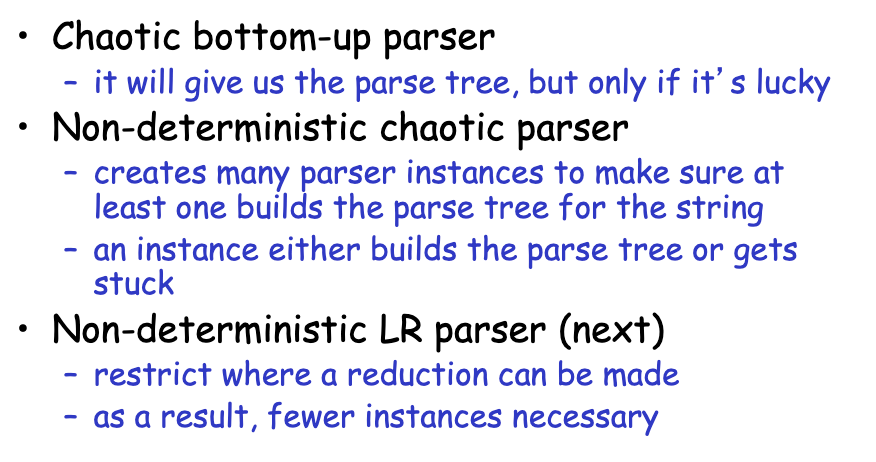 • Chaotic bottom-up parser
– it will give us the parse tree, but only if it’s lucky
• Non-deterministic chaotic parser
– creates many parser instances to make sure at
least one builds the parse tree for the string
– an instance either builds the parse tree or gets
stuck
• Non-deterministic LR parser (next)
– restrict where a reduction can be made
– as a result, fewer instances necessary